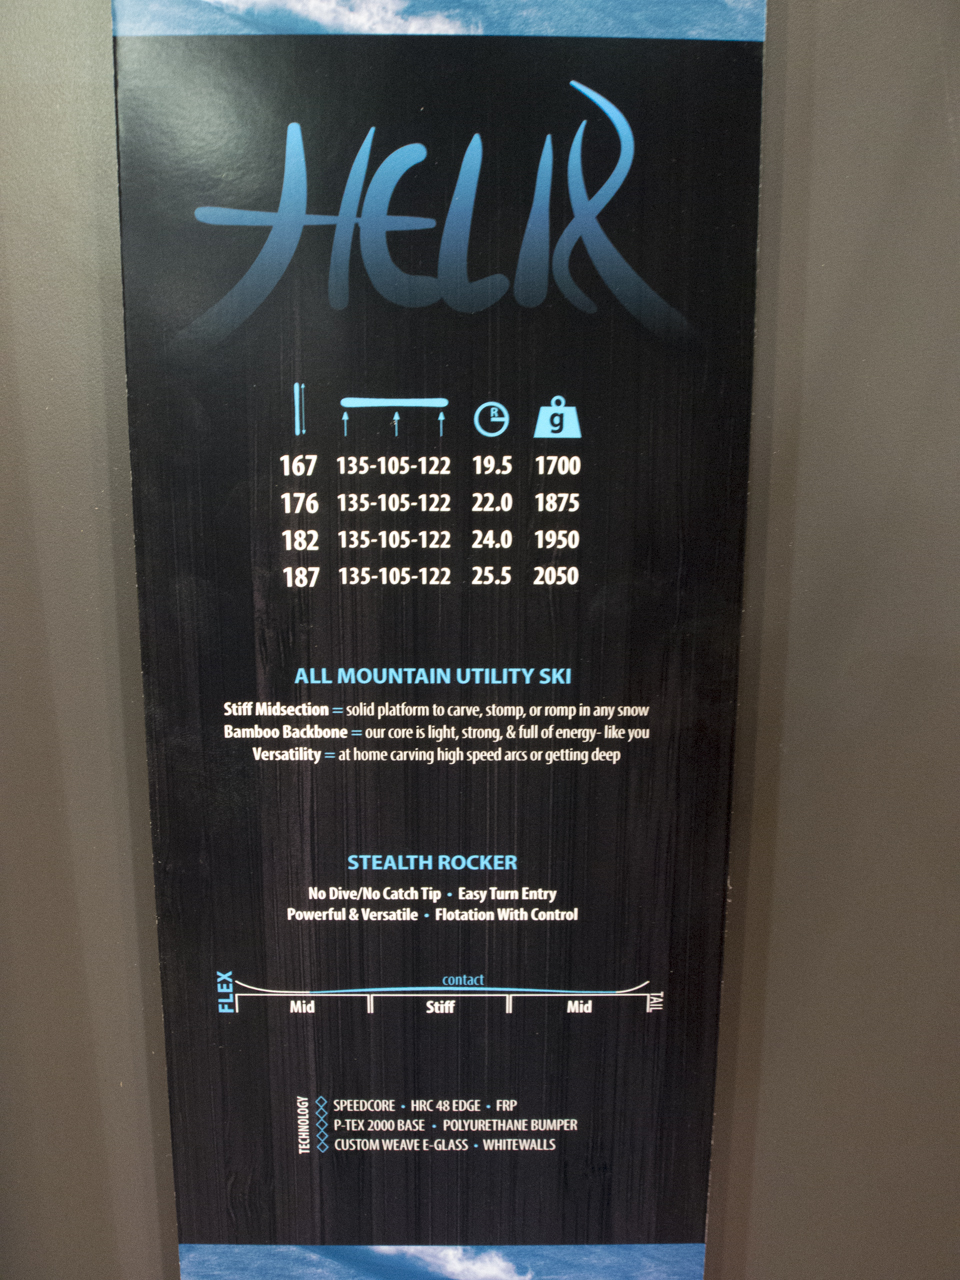 HELIX
R g
167 135-105-122 19.5 1700
176 135-105-122 22.0 1875
182 135-105-122 24.0 1950
187 135-105-122 25.5 2050
ALL MOUNTAIN UTILITY SKI
Stiff Midsection = solid platform to carve, stomp, or romp in any snow
Bamboo Backbone = our core is light, strong, & full of energy- like you
Versatility = at home carving high speed arcs or getting deep
STEALTH ROCKER
No Dive/No Catch Tip • Easy Turn Entry
Powerful & Versatile • Flotation With Control
contact
FLEX Mid Stiff Mid TAIL
TECHNOLOGY
SPEEDCORE • HRC 48 EDGE • FRP
P-TEX 2000 BASE • POLYURETHANE BUMPER
CUSTOM WEAVE E-GLASS • WHITEWALLS